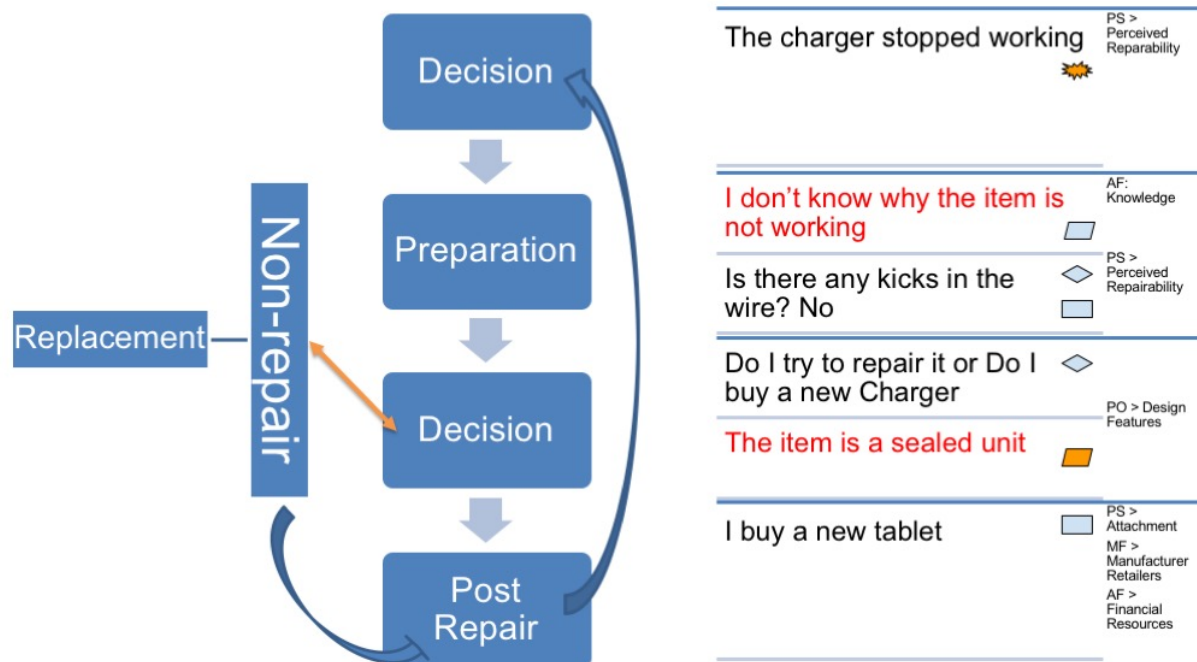 Decision
Preparation
Non-repair
Replacement
Decision
Post
Repair
The charger stopped working
PS >
Perceived
Reparability
I don't know why the item is
not working
AF:
Knowledge
Is there any kicks in the
wire? No
PS >
Perceived
Repairability
Do I try to repair it or Do I
buy a new Charger
PO > Design
Features
The item is a sealed unit
I buy a new tablet
PS >
Attachment
MF >
Manufacturer
Retailers
AF >
Financial
Resources